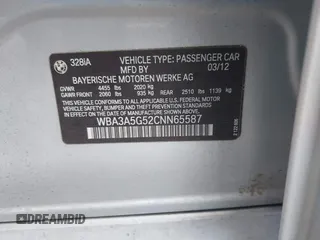 328IA VEHICLE TYPE: PASSENGER CAR
MFD BY 03/12
BAYERISCHE MOTOREN WERKE AG
GVWR 4455 lbs 2020 kg
GAWR FRONT 2060 lbs 935 kg REAR 2510 lbs 1139 kg
THIS VEHICLE CONFORMS TO ALL APPLICABLE U.S.
FEDERAL MOTOR VEHICLE SAFETY, BUMPER, AND THEFT
PREVENTION STANDARDS IN EFFECT ON THE DATE OF
MANUFACTURE SHOWN ABOVE.
WBA3A5G52CNN65587
DREAMBID